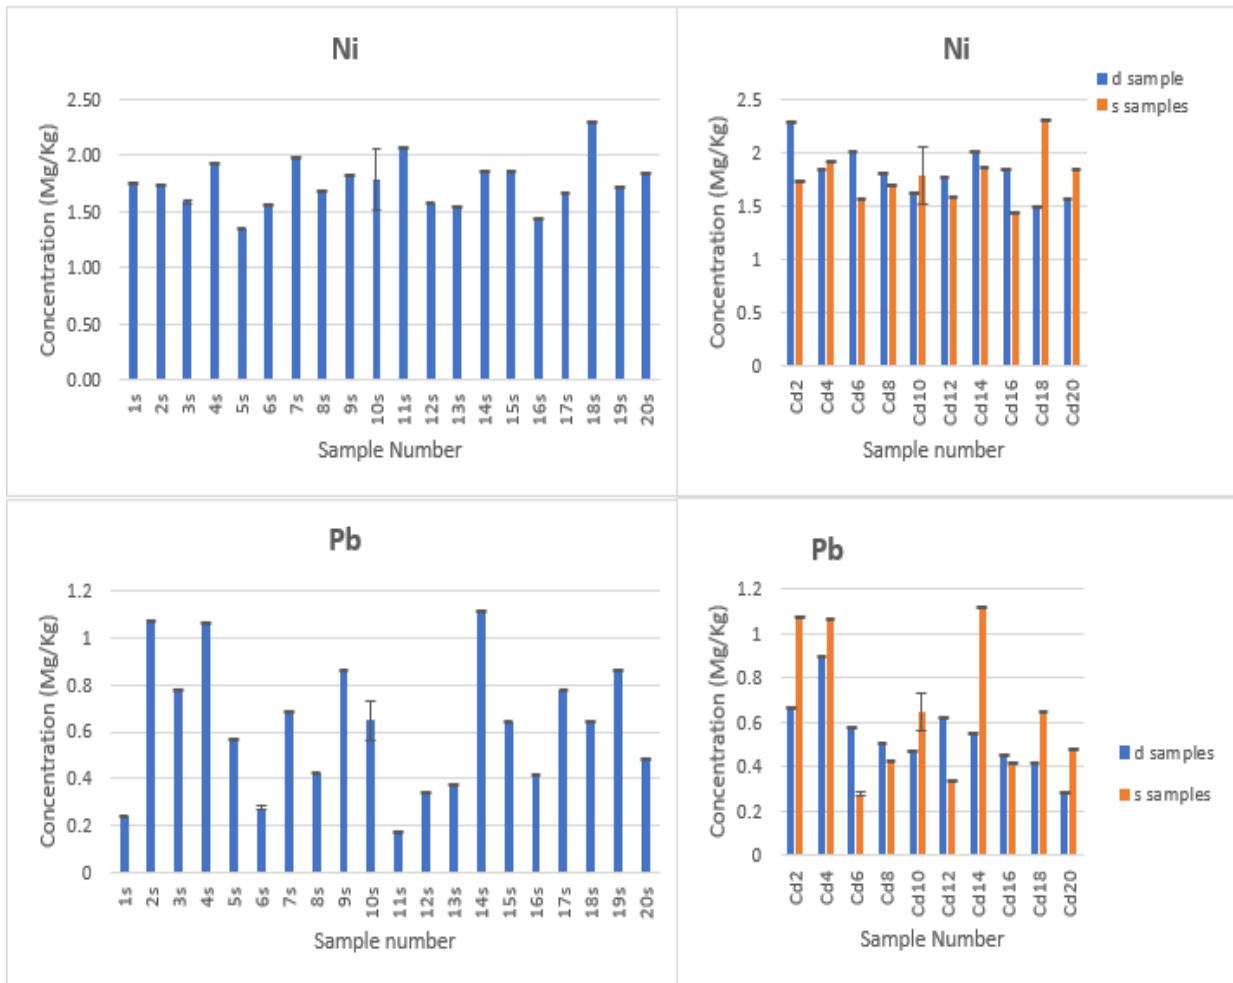 Ni
Concentration (Mg/Kg)
2.50
2.00
1.50
1.00
0.50
0.00
1s 2s 3s 4s 5s 6s 7s 8s 9s 10s 11s 12s 13s 14s 15s 16s 17s 18s 19s 20s
Sample Number
Ni
d sample
s samples
Concentration (Mg/Kg)
2.5
2
1.5
1
0.5
0
Cd2 Cd4 Cd6 Cd8 Cd10 Cd12 Cd14 Cd16 Cd18 Cd20
Sample number
Pb
Concentration (Mg/Kg)
1.2
1
0.8
0.6
0.4
0.2
0
1s 2s 3s 4s 5s 6s 7s 8s 9s 10s 11s 12s 13s 14s 15s 16s 17s 18s 19s 20s
Sample number
Pb
Concentration (Mg/Kg)
1.2
1
0.8
0.6
0.4
0.2
0
Cd2 Cd4 Cd6 Cd8 Cd10 Cd12 Cd14 Cd16 Cd18 Cd20
Sample Number
d samples
s samples